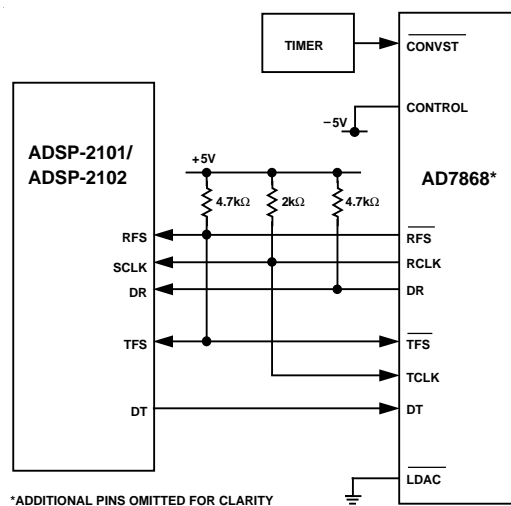 TIMER
CONVST
CONTROL
−5V
ADSP-2101/
ADSP-2102
AD7868*
+5V
4.7kΩ
2kΩ
4.7kΩ
RFS
RFS
SCLK
RCLK
DR
DR
TFS
TFS
TCLK
DT
DT
LDAC
*ADDITIONAL PINS OMITTED FOR CLARITY